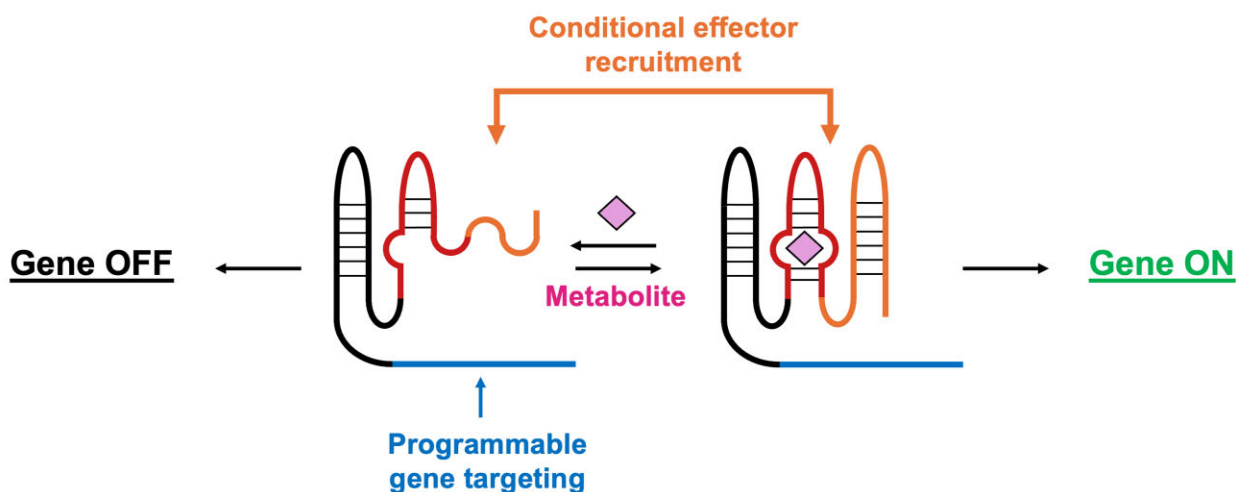 Conditional effector
recruitment
Gene OFF
Metabolite
Gene ON
Programmable
gene targeting